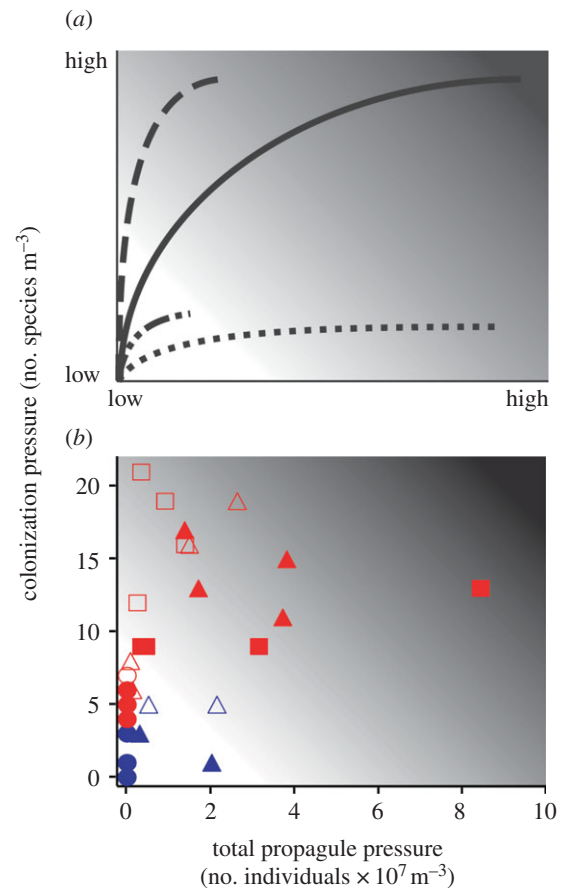 (a)
high
low
low high
colonization pressure (no. species m⁻³)
(b)
20
15
10
5
0
0 2 4 6 8 10
total propagule pressure
(no. individuals × 10⁷ m⁻³)